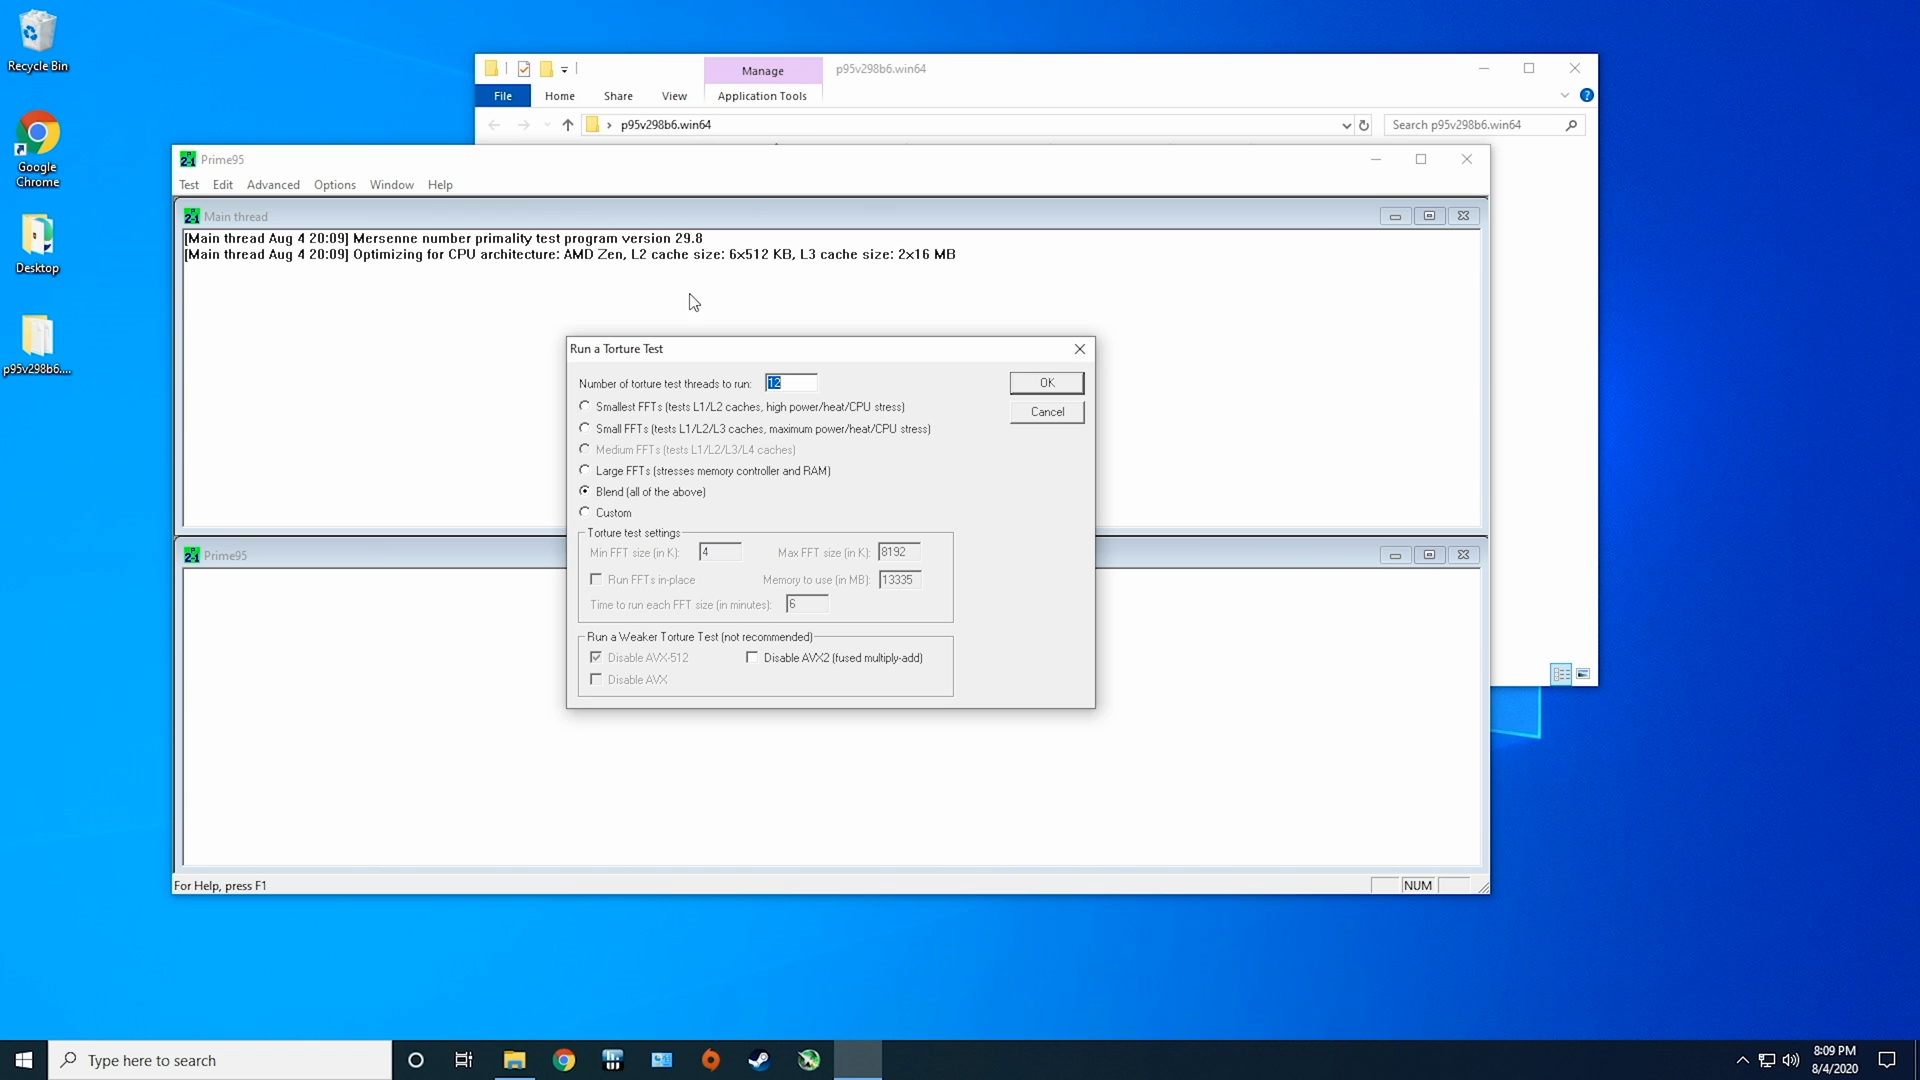 Recycle Bin
Google
Chrome
Desktop
p95v298b6....
Manage
p95v298b6.win64
File
Home
Share
View
Application Tools
p95v298b6.win64
Search p95v298b6.win64
Prime95
Test Edit Advanced Options Window Help
Main thread
[Main thread Aug 4 20:09] Mersenne number primality test program version 29.8
[Main thread Aug 4 20:09] Optimizing for CPU architecture: AMD Zen, L2 cache size: 6x512 KB, L3 cache size: 2x16 MB
Run a Torture Test
Number of torture test threads to run: 12
OK
Smallest FFTs (tests L1/L2 caches, high power/heat/CPU stress)
Cancel
Small FFTs (tests L1/L2/L3 caches, maximum power/heat/CPU stress)
Medium FFTs (tests L1/L2/L3/L4 caches)
Large FFTs (stresses memory controller and RAM)
Blend (all of the above)
Custom
Torture test settings
Min FFT size (in K): 4 Max FFT size (in K): 8192
Run FFTs in-place Memory to use (in MB): 13335
Time to run each FFT size (in minutes): 6
Run a Weaker Torture Test (not recommended)
Disable AVX-512 Disable AVX2 (fused multiply-add)
Disable AVX
Prime95
For Help, press F1
NUM
Type here to search
8:09 PM
8/4/2020